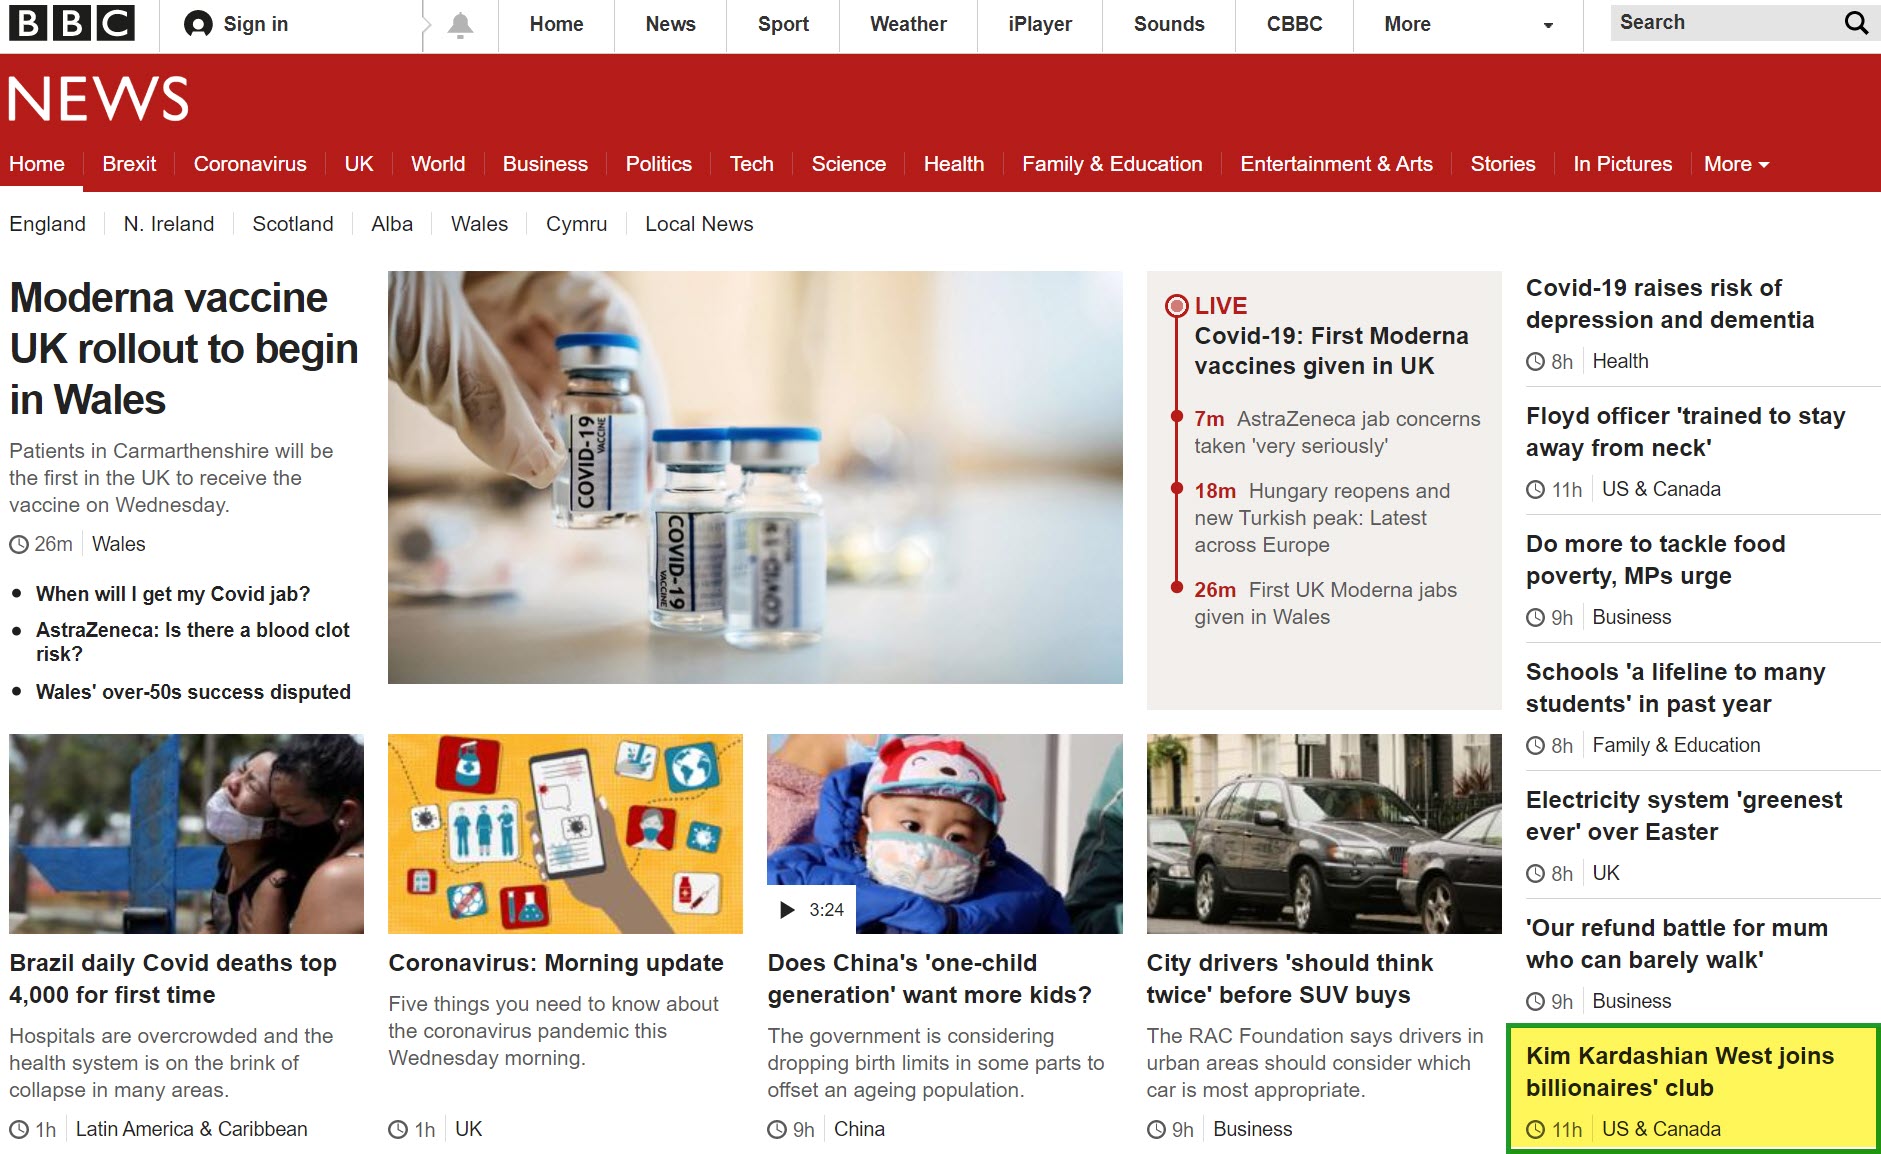 BBC
Sign in
Home
News
Sport
Weather
iPlayer
Sounds
CBBC
More
Search
NEWS
Home
Brexit
Coronavirus
UK
World
Business
Politics
Tech
Science
Health
Family & Education
Entertainment & Arts
Stories
In Pictures
More
England
N. Ireland
Scotland
Alba
Wales
Cymru
Local News
Moderna vaccine
UK rollout to begin
in Wales
Patients in Carmarthenshire will be
the first in the UK to receive the
vaccine on Wednesday.
26m
Wales
When will I get my Covid jab?
AstraZeneca: Is there a blood clot
risk?
Wales' over-50s success disputed
COVID-19
VACCINE
COVID-19
VACCINE
COVID-19
LIVE
Covid-19: First Moderna
vaccines given in UK
7m AstraZeneca jab concerns
taken 'very seriously'
18m Hungary reopens and
new Turkish peak: Latest
across Europe
26m First UK Moderna jabs
given in Wales
Covid-19 raises risk of
depression and dementia
8h
Health
Floyd officer 'trained to stay
away from neck'
11h
US & Canada
Do more to tackle food
poverty, MPs urge
9h
Business
Schools 'a lifeline to many
students' in past year
8h
Family & Education
Electricity system 'greenest
ever' over Easter
8h
UK
'Our refund battle for mum
who can barely walk'
9h
Business
Kim Kardashian West joins
billionaires' club
11h
US & Canada
Brazil daily Covid deaths top
4,000 for first time
Hospitals are overcrowded and the
health system is on the brink of
collapse in many areas.
1h
Latin America & Caribbean
Coronavirus: Morning update
Five things you need to know about
the coronavirus pandemic this
Wednesday morning.
1h
UK
3:24
Does China's 'one-child
generation' want more kids?
The government is considering
dropping birth limits in some parts to
offset an ageing population.
9h
China
City drivers 'should think
twice' before SUV buys
The RAC Foundation says drivers in
urban areas should consider which
car is most appropriate.
9h
Business